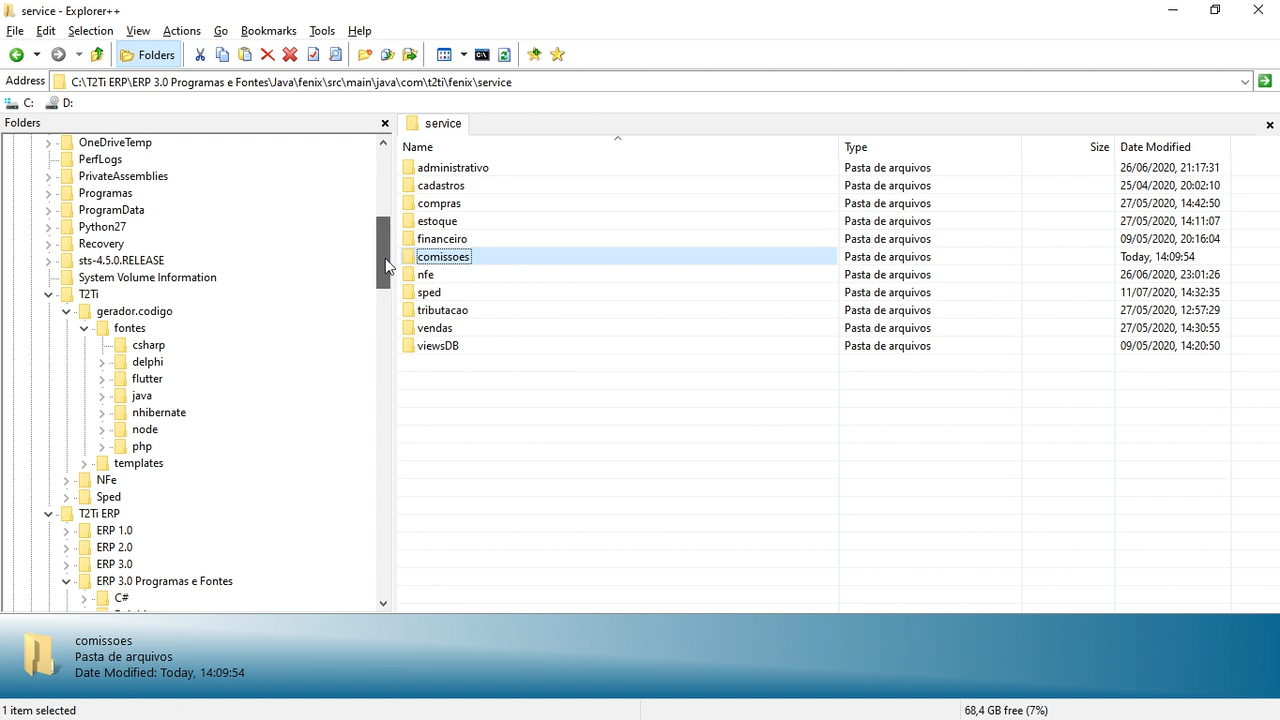 service - Explorer++
File Edit Selection View Actions Go Bookmarks Tools Help
Folders
Address C:\T2Ti ERP\ERP 3.0 Programas e Fontes\Java\fenix\src\main\java\com\t2ti\fenix\service
C: D:
Folders
OneDriveTemp
PerfLogs
PrivateAssemblies
Programas
ProgramData
Python27
Recovery
sts-4.5.0.RELEASE
System Volume Information
T2Ti
gerador.codigo
fontes
csharp
delphi
flutter
java
nhibernate
node
php
templates
NFe
Sped
T2Ti ERP
ERP 1.0
ERP 2.0
ERP 3.0
ERP 3.0 Programas e Fontes
C#
service
Name Type Size Date Modified
administrativo Pasta de arquivos 26/06/2020, 21:17:31
cadastros Pasta de arquivos 25/04/2020, 20:02:10
compras Pasta de arquivos 27/05/2020, 14:42:50
estoque Pasta de arquivos 27/05/2020, 14:11:07
financeiro Pasta de arquivos 09/05/2020, 20:16:04
comissoes Pasta de arquivos Today, 14:09:54
nfe Pasta de arquivos 26/06/2020, 23:01:26
sped Pasta de arquivos 11/07/2020, 14:32:35
tributacao Pasta de arquivos 27/05/2020, 12:57:29
vendas Pasta de arquivos 27/05/2020, 14:30:55
viewsDB Pasta de arquivos 09/05/2020, 14:20:50
comissoes
Pasta de arquivos
Date Modified: Today, 14:09:54
1 item selected
68,4 GB free (7%)